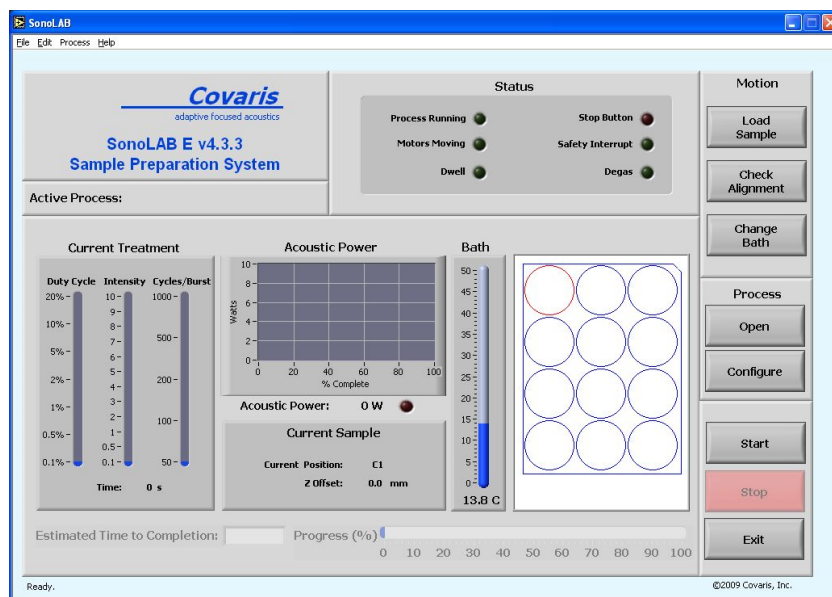 SonoLAB
File Edit Process Help
Covaris
adaptive focused acoustics
SonoLAB E v4.3.3
Sample Preparation System
Active Process:
Status
Process Running
Stop Button
Motors Moving
Safety Interrupt
Dwell
Degas
Motion
Load
Sample
Check
Alignment
Change
Bath
Current Treatment
Duty Cycle Intensity Cycles/Burst
20%
10%
5%
2%
1%
0.5%
0.1%
10
9
8
7
6
5
4
3
2
1
0.5
0.1
1000
500
200
100
50
Time: 0 s
Acoustic Power
Watts
10
8
6
4
2
0
0 20 40 60 80 100
% Complete
Acoustic Power: 0 W
Current Sample
Current Position: C1
Z Offset: 0.0 mm
Bath
50
45
40
35
30
25
20
15
10
5
0
13.8 C
Process
Open
Configure
Start
Stop
Exit
Estimated Time to Completion:
Progress (%)
0 10 20 30 40 50 60 70 80 90 100
Ready.
©2009 Covaris, Inc.